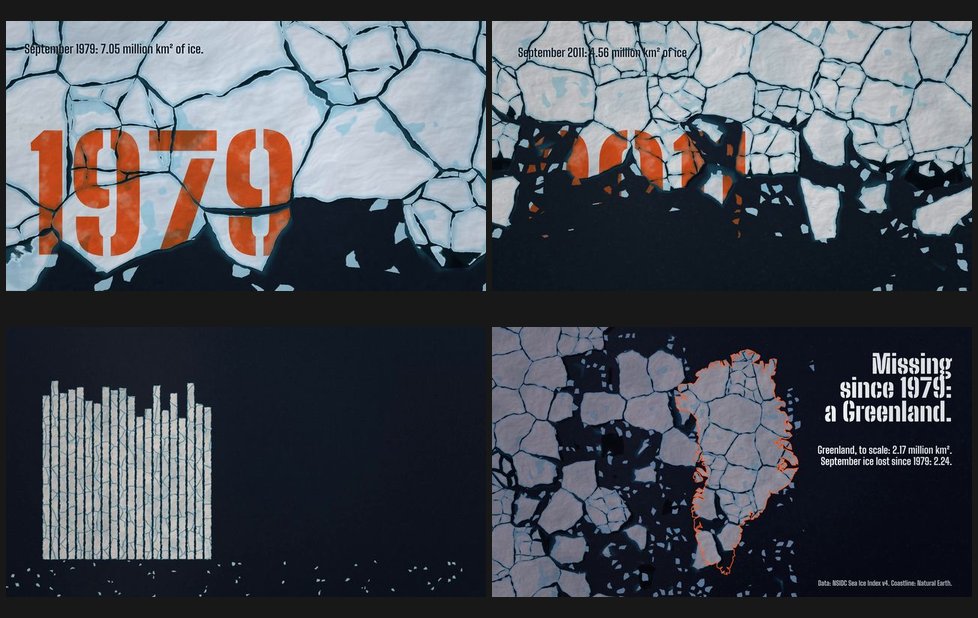 September 1979: 7.05 million km² of ice.
1979
September 2011: 4.56 million km² of ice.
2011
Missing
since 1979:
a Greenland.
Greenland, to scale: 2.17 million km².
September ice lost since 1979: 2.24.
Data: NSIDC Sea Ice Index v4. Coastline: Natural Earth.